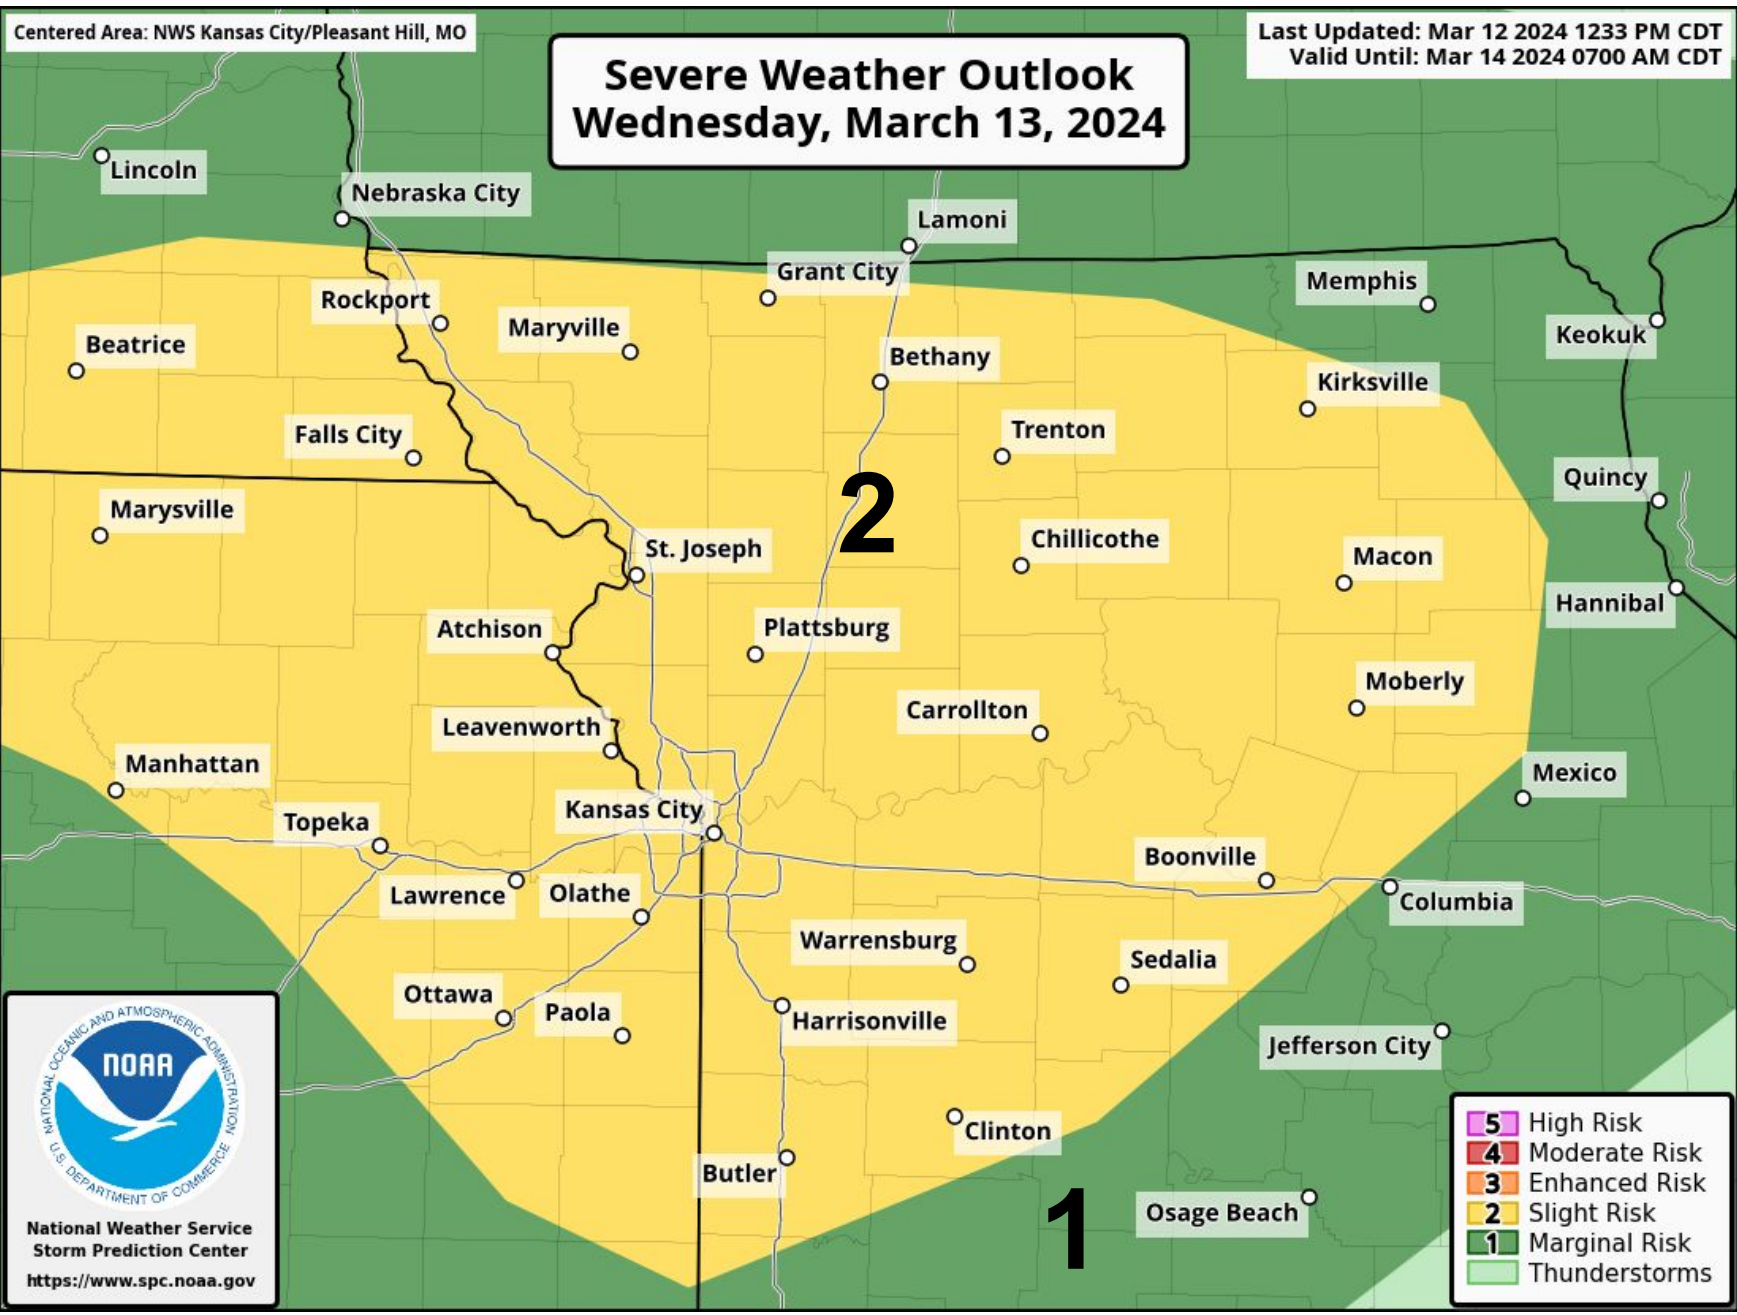 Centered Area: NWS Kansas City/Pleasant Hill, MO
Last Updated: Mar 12 2024 1233 PM CDT
Valid Until: Mar 14 2024 0700 AM CDT
Severe Weather Outlook
Wednesday, March 13, 2024
Lincoln
Nebraska City
Lamoni
Grant City
Memphis
Rockport
Maryville
Keokuk
Beatrice
Bethany
Kirksville
Falls City
Trenton
Quincy
2
Marysville
St. Joseph
Chillicothe
Macon
Hannibal
Atchison
Plattsburg
Moberly
Carrollton
Leavenworth
Manhattan
Mexico
Kansas City
Topeka
Boonville
Lawrence
Olathe
Columbia
Warrensburg
Sedalia
Ottawa
Paola
Harrisonville
Jefferson City
Clinton
Butler
1
Osage Beach
NATIONAL OCEANIC AND ATMOSPHERIC ADMINISTRATION
NOAA
U.S. DEPARTMENT OF COMMERCE
National Weather Service
Storm Prediction Center
https://www.spc.noaa.gov
5 High Risk
4 Moderate Risk
3 Enhanced Risk
2 Slight Risk
1 Marginal Risk
Thunderstorms